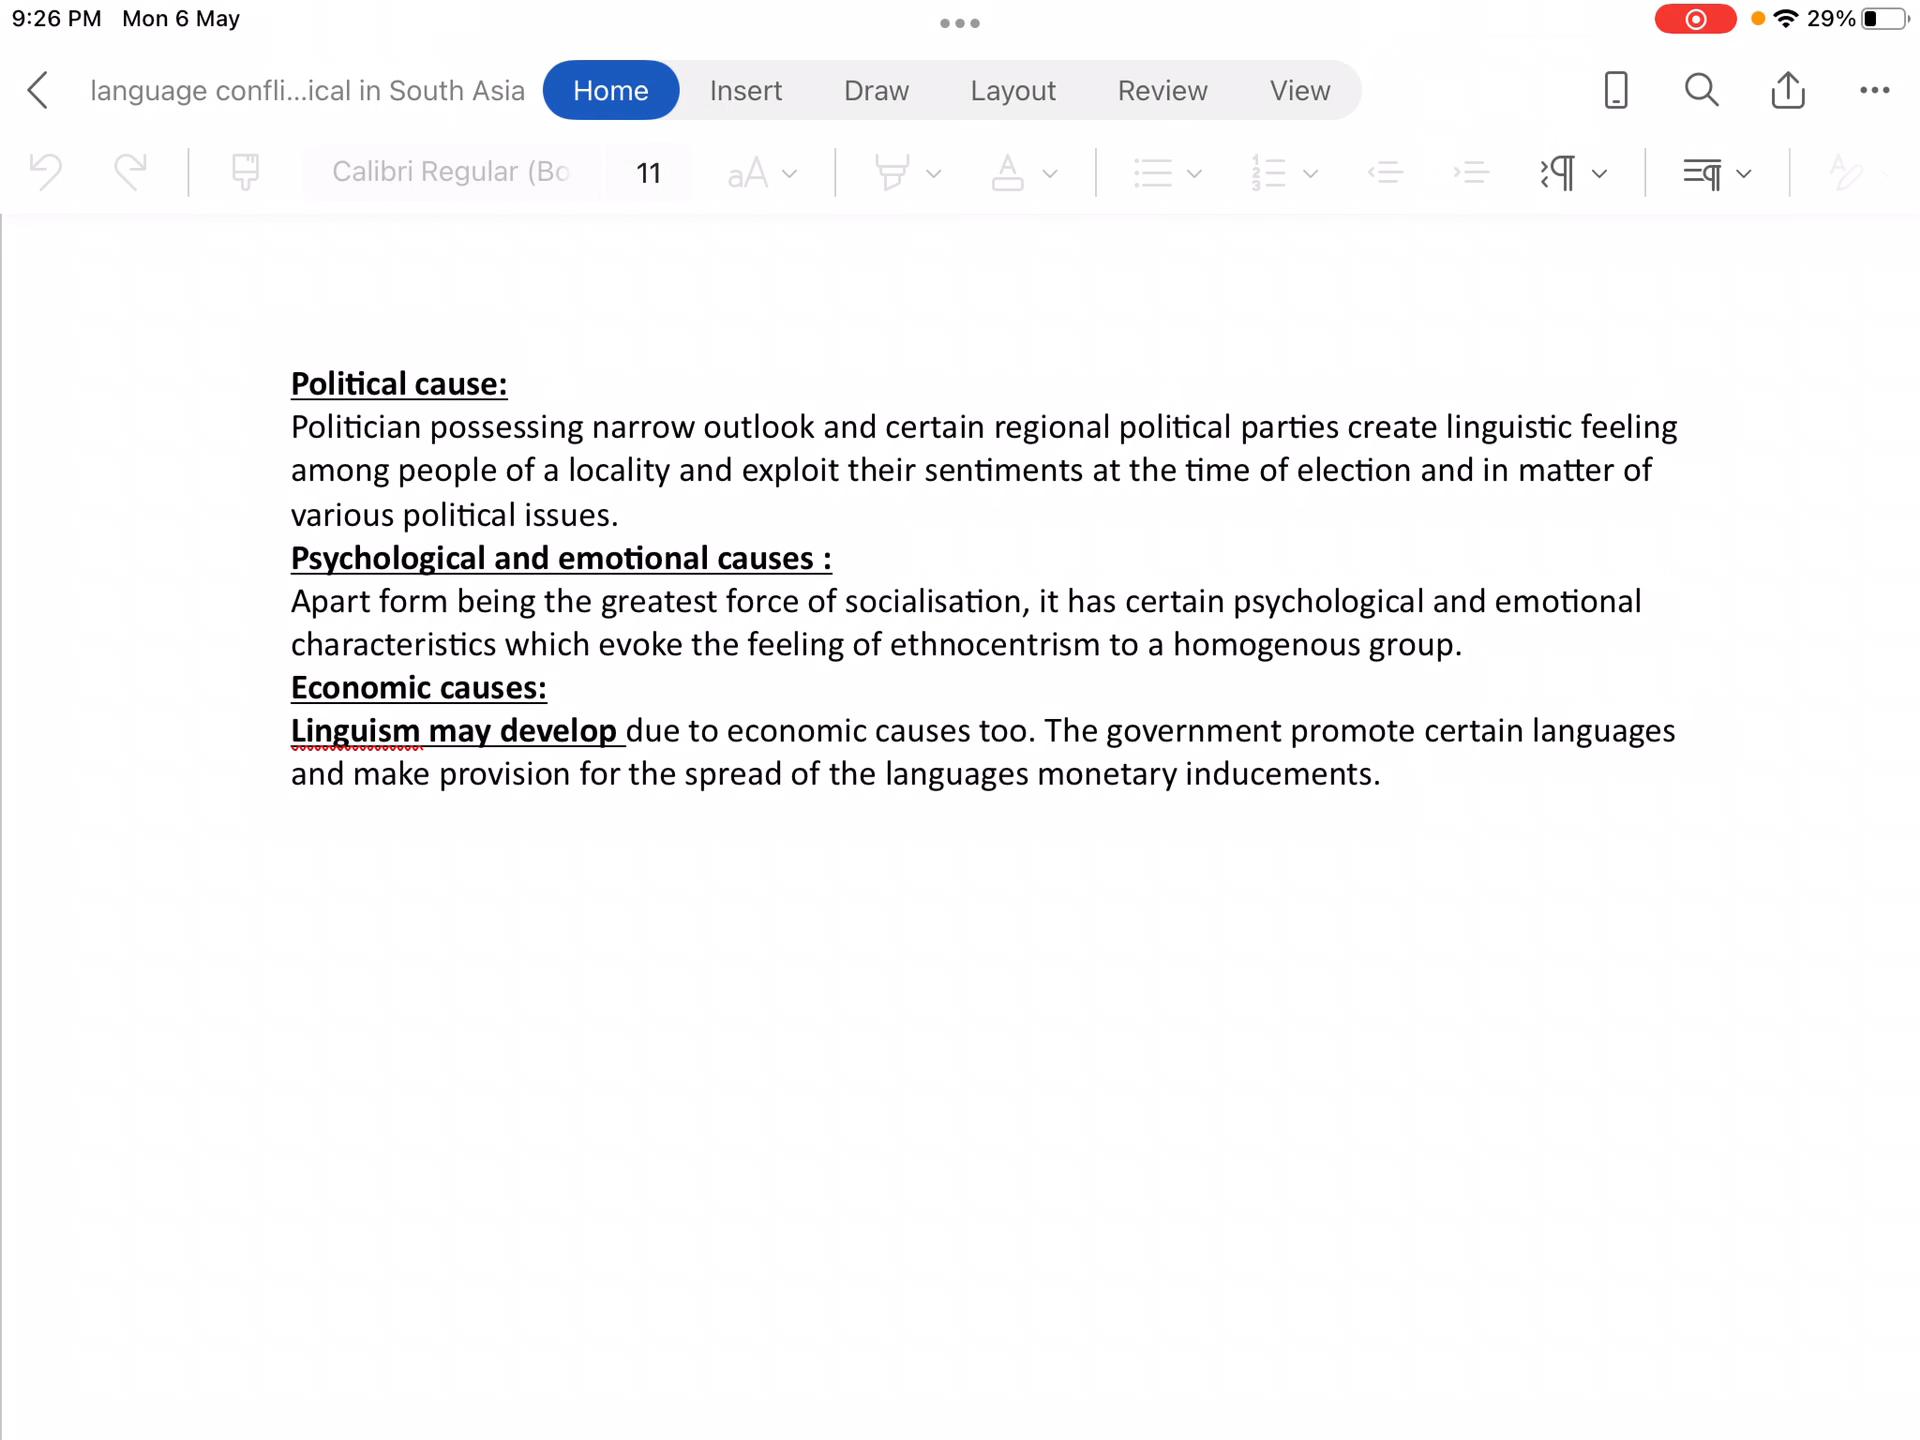 9:26 PM Mon 6 May
29%
language confli...ical in South Asia
Home
Insert
Draw
Layout
Review
View
Calibri Regular (Bo
11
aA
A
Political cause:
Politician possessing narrow outlook and certain regional political parties create linguistic feeling
among people of a locality and exploit their sentiments at the time of election and in matter of
various political issues.
Psychological and emotional causes :
Apart form being the greatest force of socialisation, it has certain psychological and emotional
characteristics which evoke the feeling of ethnocentrism to a homogenous group.
Economic causes:
Linguism may develop due to economic causes too. The government promote certain languages
and make provision for the spread of the languages monetary inducements.